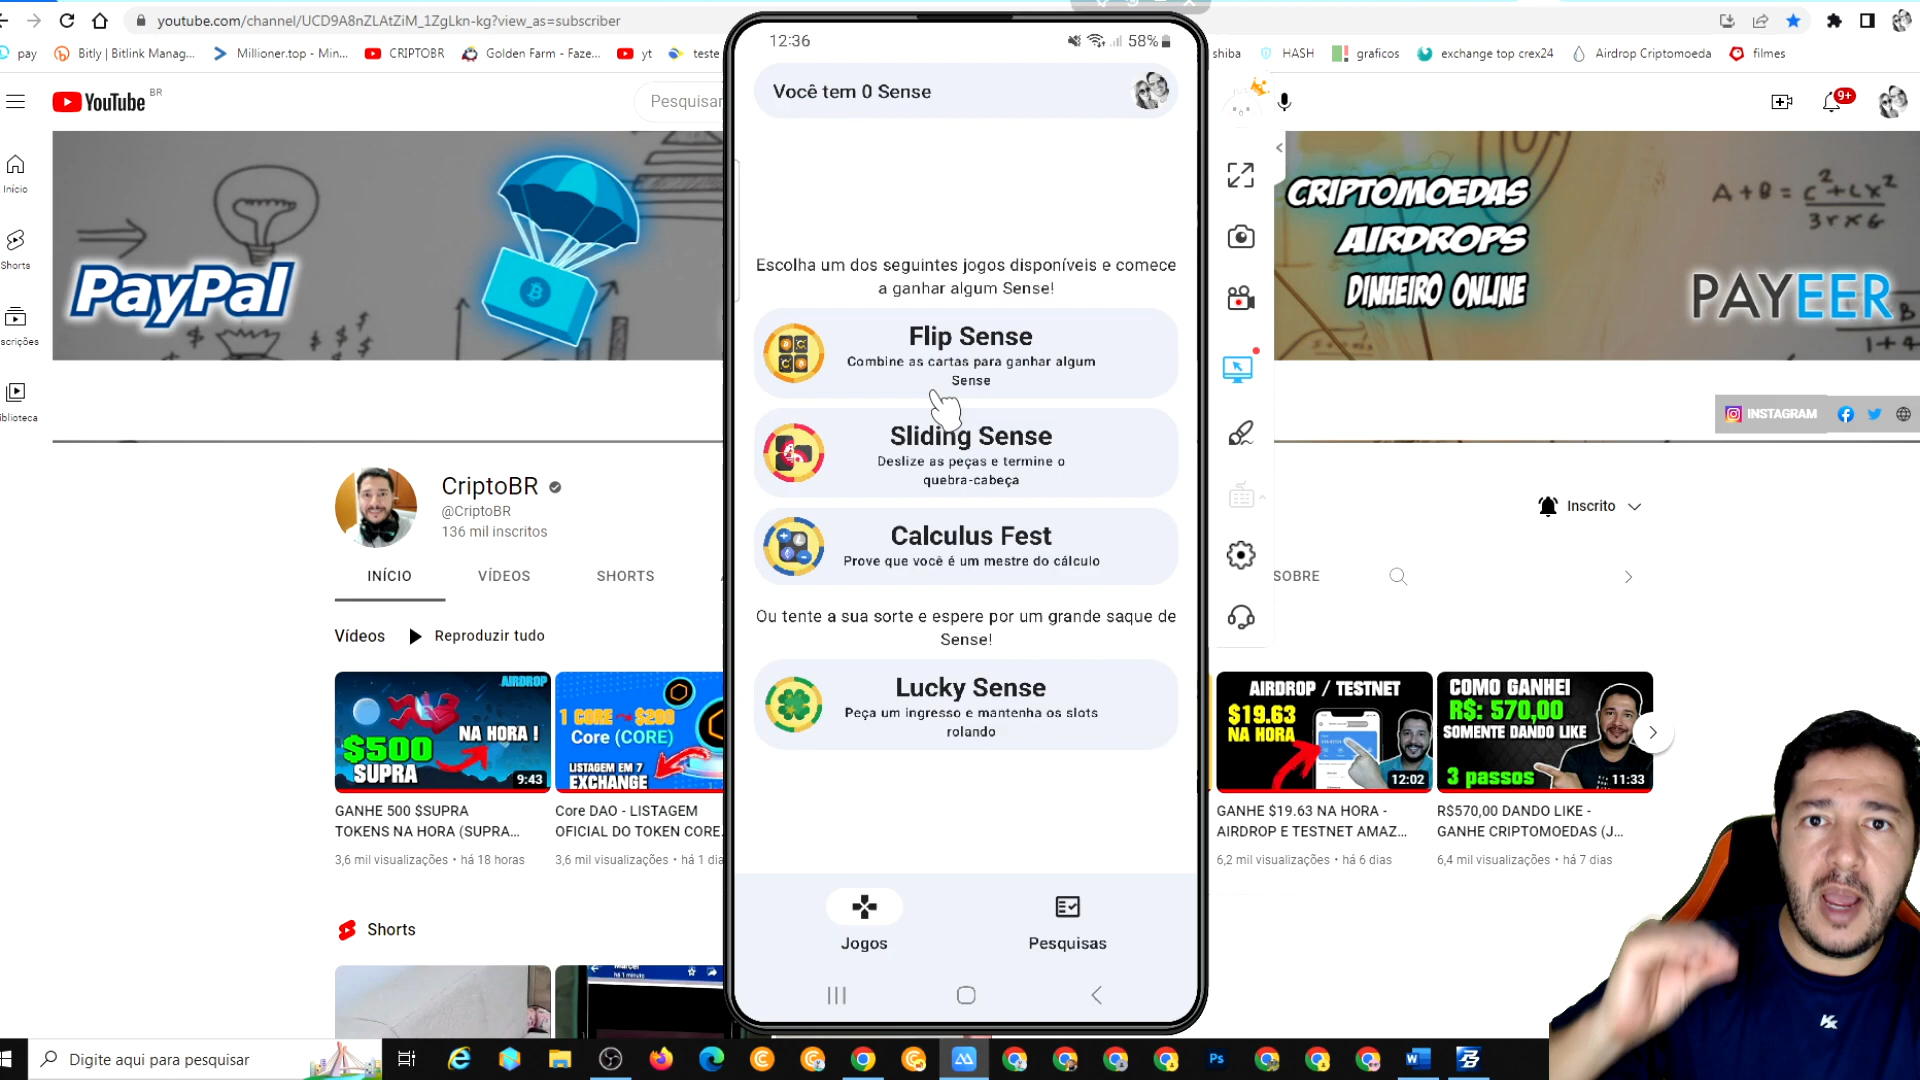 youtube.com/channel/UCD9A8nZLAtZiM_1ZgLkn-kg?view_as=subscriber
pay
Bitly | Bitlink Manag...
Millioner.top - Min...
CRIPTOBR
Golden Farm - Faze...
yt
teste
shiba
HASH
graficos
exchange top crex24
Airdrop Criptomoeda
filmes
YouTube BR
Pesquisar
9+
Início
Shorts
scrições
blioteca
PayPal
CRIPTOMOEDAS
AIRDROPS
DINHEIRO ONLINE
PAYEER
INSTAGRAM
CriptoBR
@CriptoBR
136 mil inscritos
Inscrito
INÍCIO
VÍDEOS
SHORTS
SOBRE
Vídeos
Reproduzir tudo
AIRDROP
NA HORA !
$500
SUPRA
9:43
GANHE 500 $SUPRA
TOKENS NA HORA (SUPRA...
3,6 mil visualizações • há 18 horas
1 CORE → $200
Core (CORE)
LISTAGEM EM 7
EXCHANGE
Core DAO - LISTAGEM
OFICIAL DO TOKEN CORE.
3,6 mil visualizações • há 1 dia
AIRDROP / TESTNET
$19.63
NA HORA
12:02
GANHE $19.63 NA HORA -
AIRDROP E TESTNET AMAZ...
6,2 mil visualizações • há 6 dias
COMO GANHEI
R$: 570,00
SOMENTE DANDO LIKE
3 passos
11:33
R$570,00 DANDO LIKE -
GANHE CRIPTOMOEDAS (J...
6,4 mil visualizações • há 7 dias
Shorts
12:36
58%
Você tem 0 Sense
Escolha um dos seguintes jogos disponíveis e comece
a ganhar algum Sense!
Flip Sense
Combine as cartas para ganhar algum
Sense
Sliding Sense
Deslize as peças e termine o
quebra-cabeça
Calculus Fest
Prove que você é um mestre do cálculo
Ou tente a sua sorte e espere por um grande saque de
Sense!
Lucky Sense
Peça um ingresso e mantenha os slots
rolando
Jogos
Pesquisas
Digite aqui para pesquisar